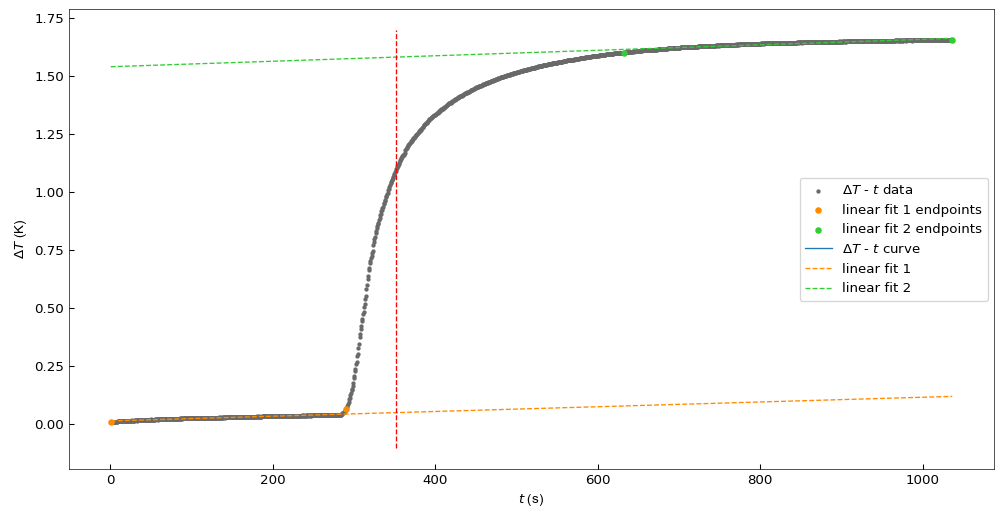 1.75
1.50
1.25
1.00
0.75
0.50
0.25
0.00
ΔT (K)
0
200
400
600
800
1000
t (s)
ΔT - t data
linear fit 1 endpoints
linear fit 2 endpoints
ΔT - t curve
linear fit 1
linear fit 2